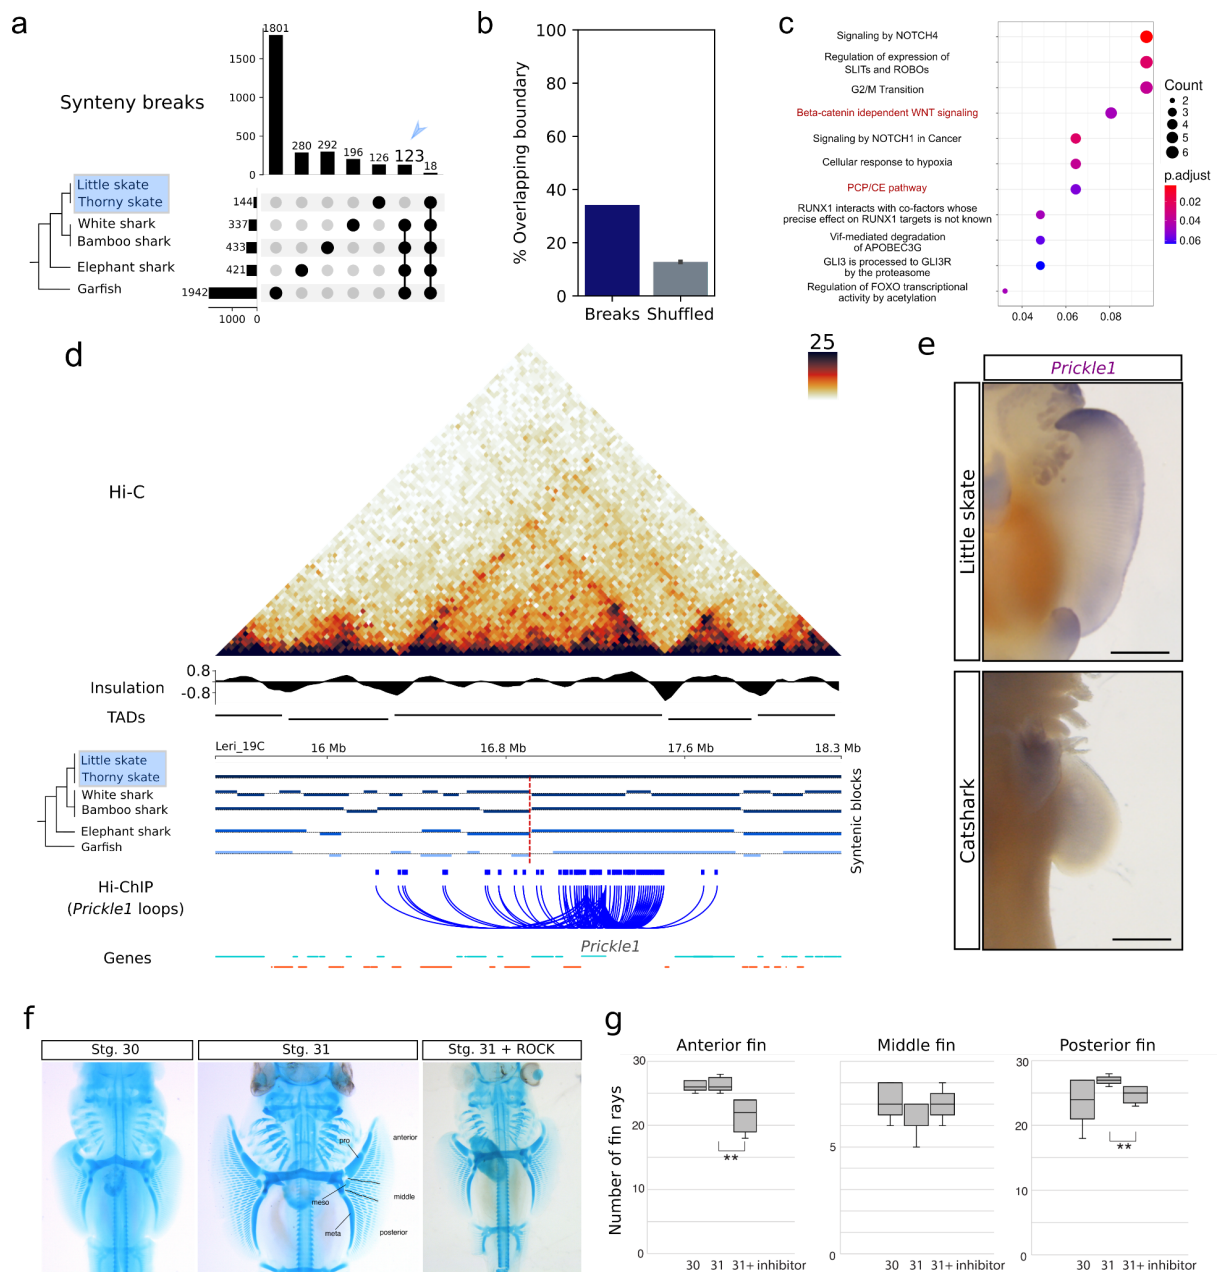 a
Synteny breaks
1801
1500
1000
500
0
280
292
196
126
123
18
Little skate
Thorny skate
White shark
Bamboo shark
Elephant shark
Garfish
144
337
433
421
1942
1000
0
b
% Overlapping boundary
100
80
60
40
20
0
Breaks
Shuffled
c
Signaling by NOTCH4
Regulation of expression of
SLITs and ROBOs
G2/M Transition
Beta-catenin idependent WNT signaling
Signaling by NOTCH1 in Cancer
Cellular response to hypoxia
PCP/CE pathway
RUNX1 interacts with co-factors whose
precise effect on RUNX1 targets is not known
Vif-mediated degradation
of APOBEC3G
GLI3 is processed to GLI3R
by the proteasome
Regulation of FOXO transcriptional
activity by acetylation
0.04
0.06
0.08
Count
2
3
4
5
6
p.adjust
0.02
0.04
0.06
d
25
Hi-C
Insulation
0.8
-0.8
TADs
Leri_19C
16 Mb
16.8 Mb
17.6 Mb
18.3 Mb
Little skate
Thorny skate
White shark
Bamboo shark
Elephant shark
Garfish
Syntenic blocks
Hi-ChIP
(Prickle1 loops)
Prickle1
Genes
e
Prickle1
Little skate
Catshark
f
Stg. 30
Stg. 31
Stg. 31 + ROCK
pro
anterior
meso
middle
meta
posterior
g
Number of fin rays
Anterior fin
30
20
10
0
**
30
31
31+ inhibitor
Middle fin
5
0
30
31
31+ inhibitor
Posterior fin
30
20
10
0
**
30
31
31+ inhibitor